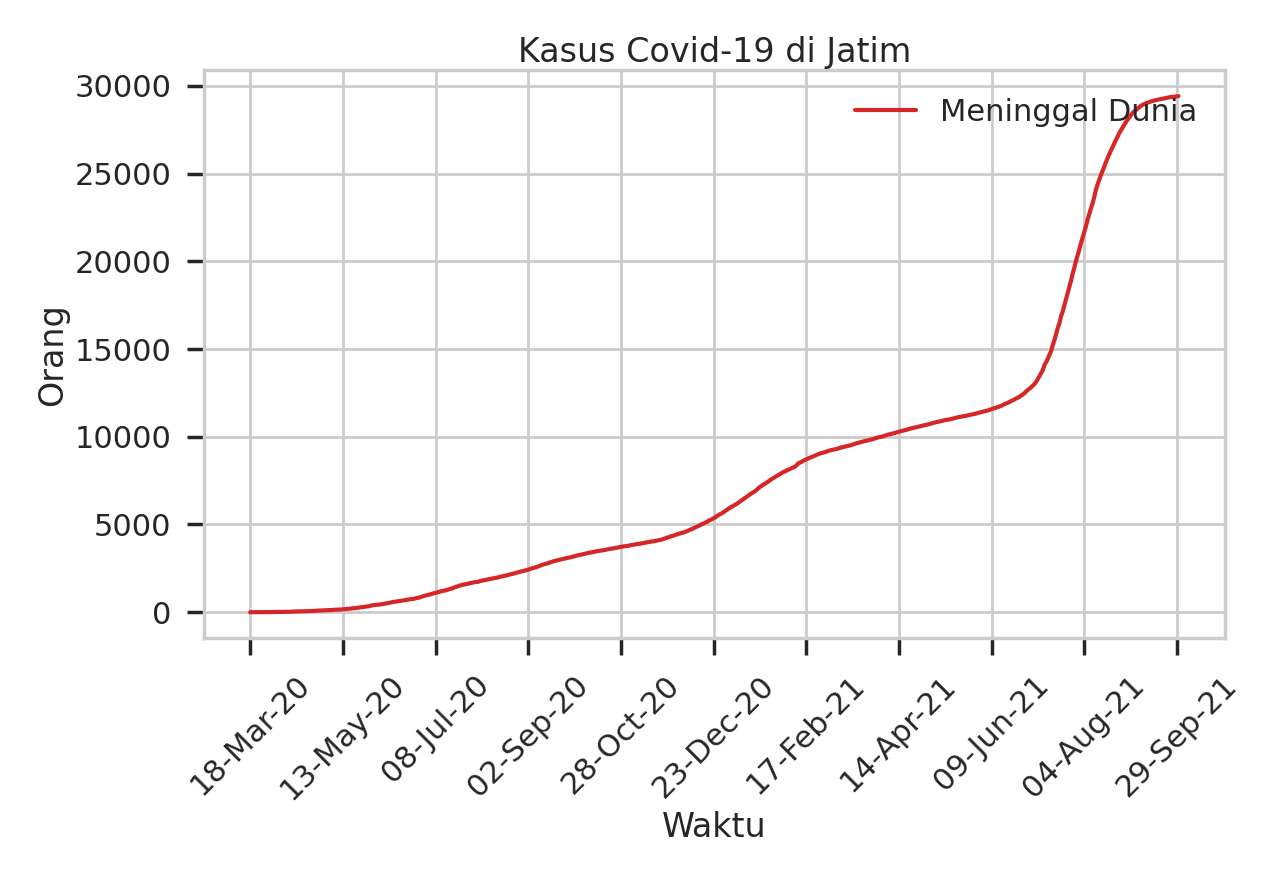 Kasus Covid-19 di Jatim
Meninggal Dunia
Orang
30000
25000
20000
15000
10000
5000
0
18-Mar-20
13-May-20
08-Jul-20
02-Sep-20
28-Oct-20
23-Dec-20
17-Feb-21
14-Apr-21
09-Jun-21
04-Aug-21
29-Sep-21
Waktu